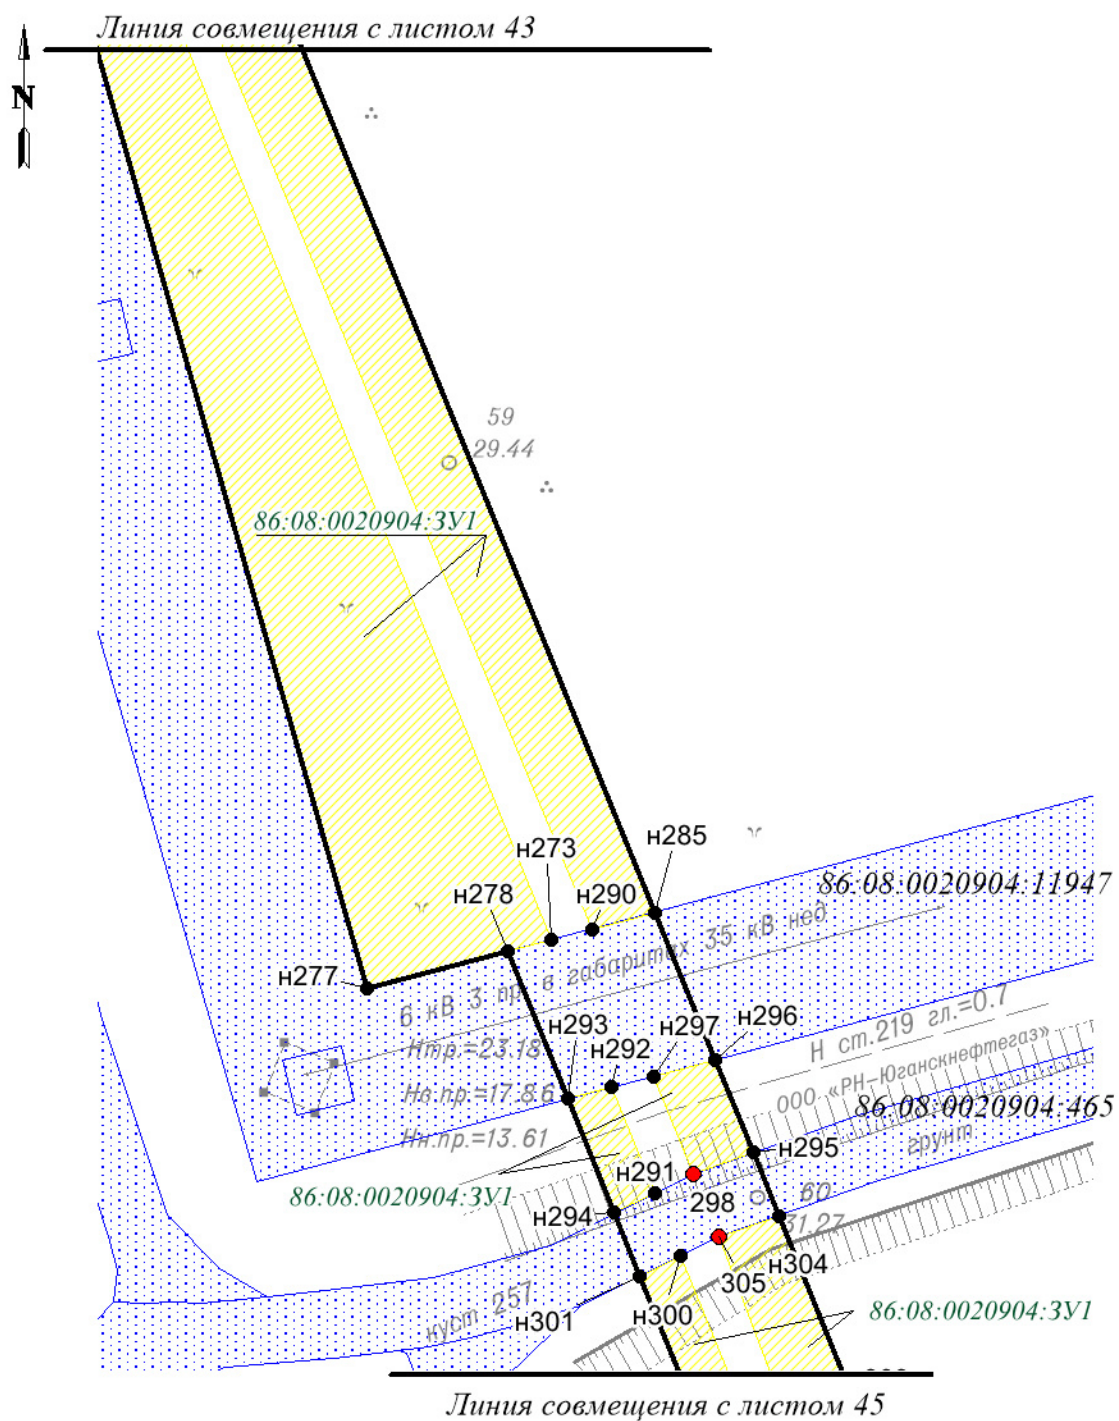 Линия совмещения с листом 43
N
59
29.44
86:08:0020904:ЗУ1
н285
н273
86:08:0020904:11947
н278
н290
6 кВ 3 пр. в габаритах 35 кВ нед
н277
н293
н297
н296
Нтр.=23.18
н292
Н ст.219 гл.=0.7
Нв.пр.=17.86
ООО «РН-Юганскнефтегаз»
86:08:0020904:465
Нн.пр.=13.61
грунт
н295
н291
86:08:0020904:ЗУ1
298
60
н294
31.27
н304
305
куст 257
н300
86:08:0020904:ЗУ1
н301
Линия совмещения с листом 45